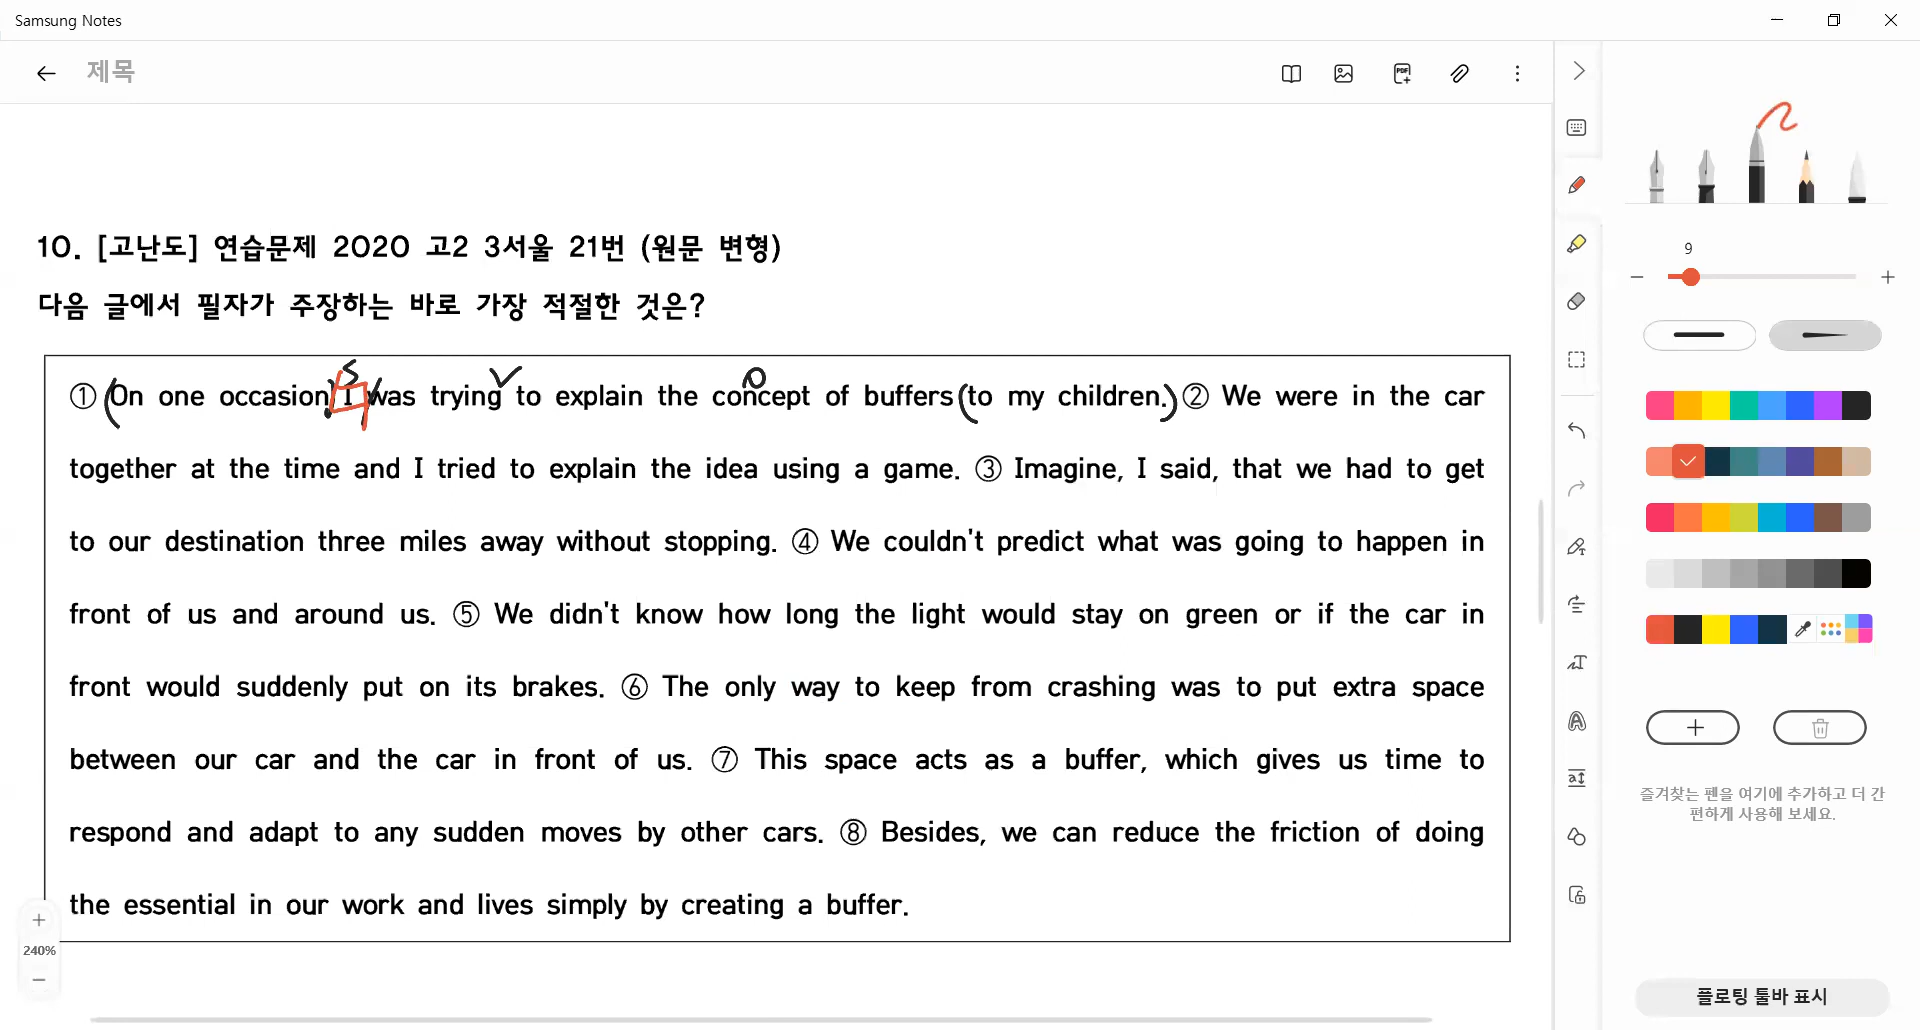 Samsung Notes
제목
9
10. [고난도] 연습문제 2020 고2 3서울 21번 (원문 변형)
다음 글에서 필자가 주장하는 바로 가장 적절한 것은?
S V O
① (On one occasion, I was trying to explain the concept of buffers (to my children.) ② We were in the car
together at the time and I tried to explain the idea using a game. ③ Imagine, I said, that we had to get
to our destination three miles away without stopping. ④ We couldn't predict what was going to happen in
front of us and around us. ⑤ We didn't know how long the light would stay on green or if the car in
front would suddenly put on its brakes. ⑥ The only way to keep from crashing was to put extra space
between our car and the car in front of us. ⑦ This space acts as a buffer, which gives us time to
respond and adapt to any sudden moves by other cars. ⑧ Besides, we can reduce the friction of doing
the essential in our work and lives simply by creating a buffer.
240%
즐겨찾는 펜을 여기에 추가하고 더 간
편하게 사용해 보세요.
플로팅 툴바 표시